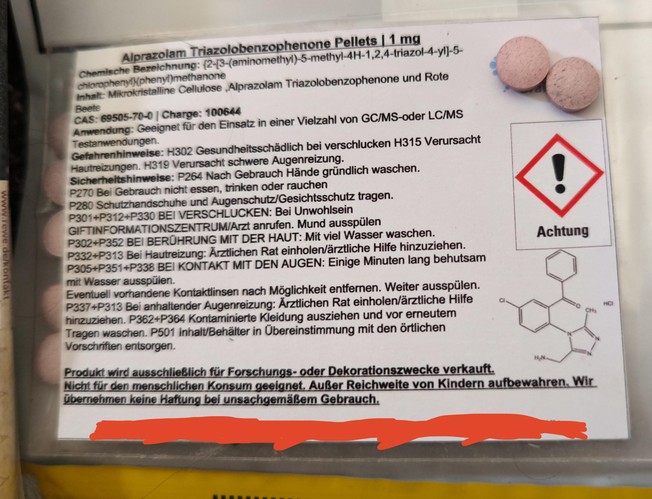 Alprazolam Triazolobenzophenone Pellets | 1 mg
Chemische Bezeichnung: {2-[3-(aminomethyl)-5-methyl-4H-1,2,4-triazol-4-yl]-5-
chlorophenyl}(phenyl)methanone
Inhalt: Mikrokristalline Cellulose ,Alprazolam Triazolobenzophenone und Rote
Beete
CAS: 69505-70-0 | Charge: 100644
Anwendung: Geeignet für den Einsatz in einer Vielzahl von GC/MS-oder LC/MS
Testanwendungen.
Gefahrenhinweise: H302 Gesundheitsschädlich bei verschlucken H315 Verursacht
Hautreizungen. H319 Verursacht schwere Augenreizung.
Sicherheitshinweise: P264 Nach Gebrauch Hände gründlich waschen.
P270 Bei Gebrauch nicht essen, trinken oder rauchen
P280 Schutzhandschuhe und Augenschutz/Gesichtsschutz tragen.
P301+P312+P330 BEI VERSCHLUCKEN: Bei Unwohlsein
GIFTINFORMATIONSZENTRUM/Arzt anrufen. Mund ausspülen
P302+P352 BEI BERÜHRUNG MIT DER HAUT: Mit viel Wasser waschen.
P332+P313 Bei Hautreizung: Ärztlichen Rat einholen/ärztliche Hilfe hinzuziehen.
P305+P351+P338 BEI KONTAKT MIT DEN AUGEN: Einige Minuten lang behutsam
mit Wasser ausspülen.
Eventuell vorhandene Kontaktlinsen nach Möglichkeit entfernen. Weiter ausspülen.
P337+P313 Bei anhaltender Augenreizung: Ärztlichen Rat einholen/ärztliche Hilfe
hinzuziehen. P362+P364 Kontaminierte Kleidung ausziehen und vor erneutem
Tragen waschen. P501 Inhalt/Behälter in Übereinstimmung mit den örtlichen
Vorschriften entsorgen.
Produkt wird ausschließlich für Forschungs- oder Dekorationszwecke verkauft.
Nicht für den menschlichen Konsum geeignet. Außer Reichweite von Kindern aufbewahren. Wir
übernehmen keine Haftung bei unsachgemäßem Gebrauch.
Achtung
Cl
O
CH₃
HCl
N
N
N
H₂N